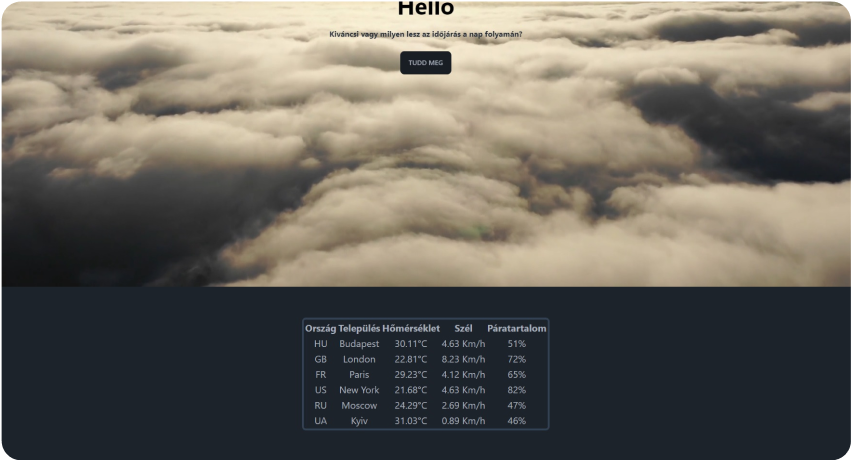 Hello
Kiváncsi vagy milyen lesz az időjárás a nap folyamán?
TUDD MEG
Ország Település Hőmérséklet Szél Páratartalom
HU Budapest 30.11°C 4.63 Km/h 51%
GB London 22.81°C 8.23 Km/h 72%
FR Paris 29.23°C 4.12 Km/h 65%
US New York 21.68°C 4.63 Km/h 82%
RU Moscow 24.29°C 2.69 Km/h 47%
UA Kyiv 31.03°C 0.89 Km/h 46%